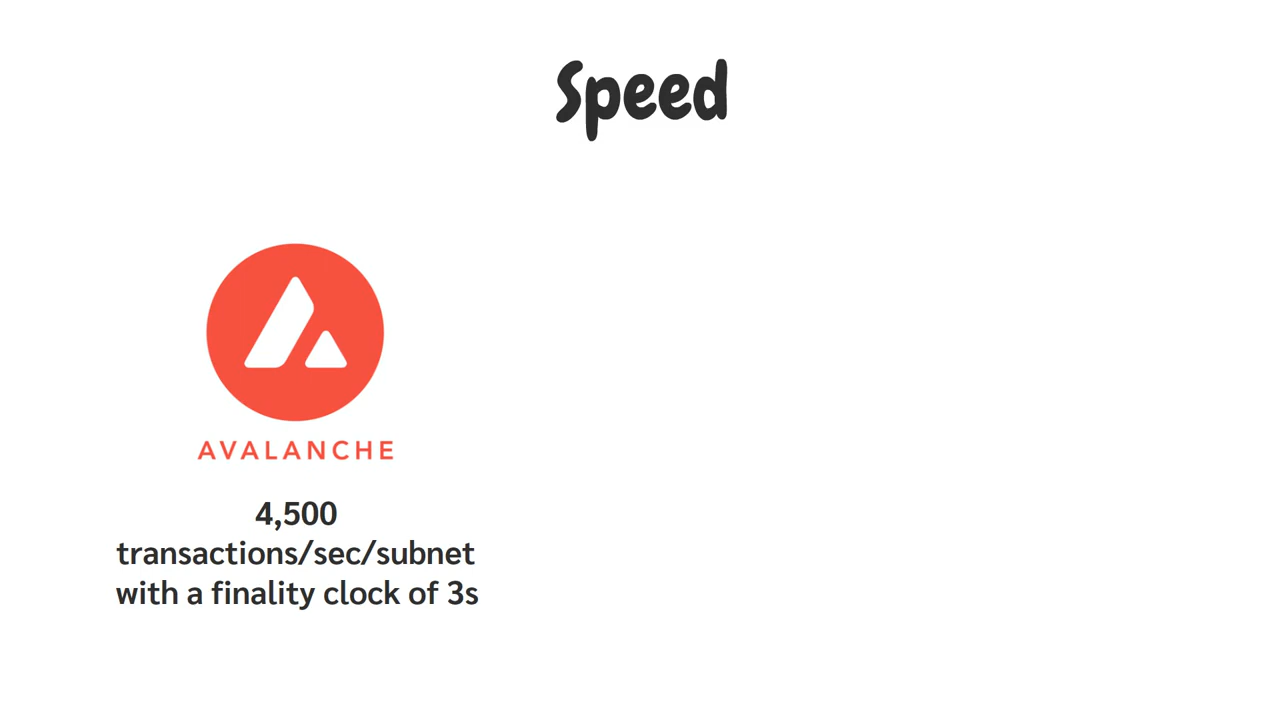 Speed
AVALANCHE
4,500
transactions/sec/subnet
with a finality clock of 3s